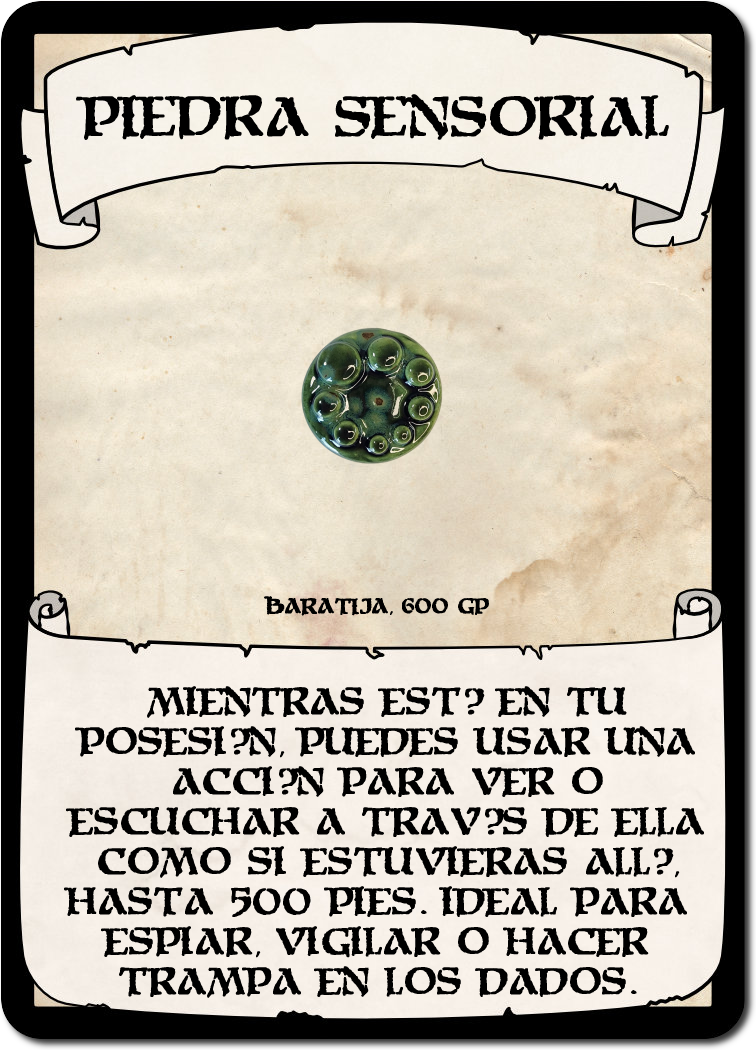 PIEDRA SENSORIAL
BARATIJA, 600 GP
MIENTRAS EST? EN TU
POSESI?N, PUEDES USAR UNA
ACCI?N PARA VER O
ESCUCHAR A TRAV?S DE ELLA
COMO SI ESTUVIERAS ALL?,
HASTA 500 PIES. IDEAL PARA
ESPIAR, VIGILAR O HACER
TRAMPA EN LOS DADOS.